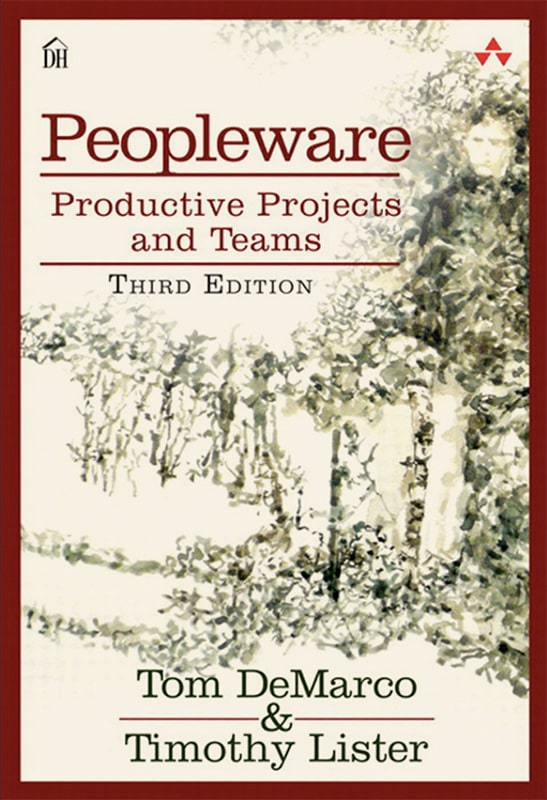 DH
Peopleware
Productive Projects
and Teams
Third Edition
Tom DeMarco
&
Timothy Lister